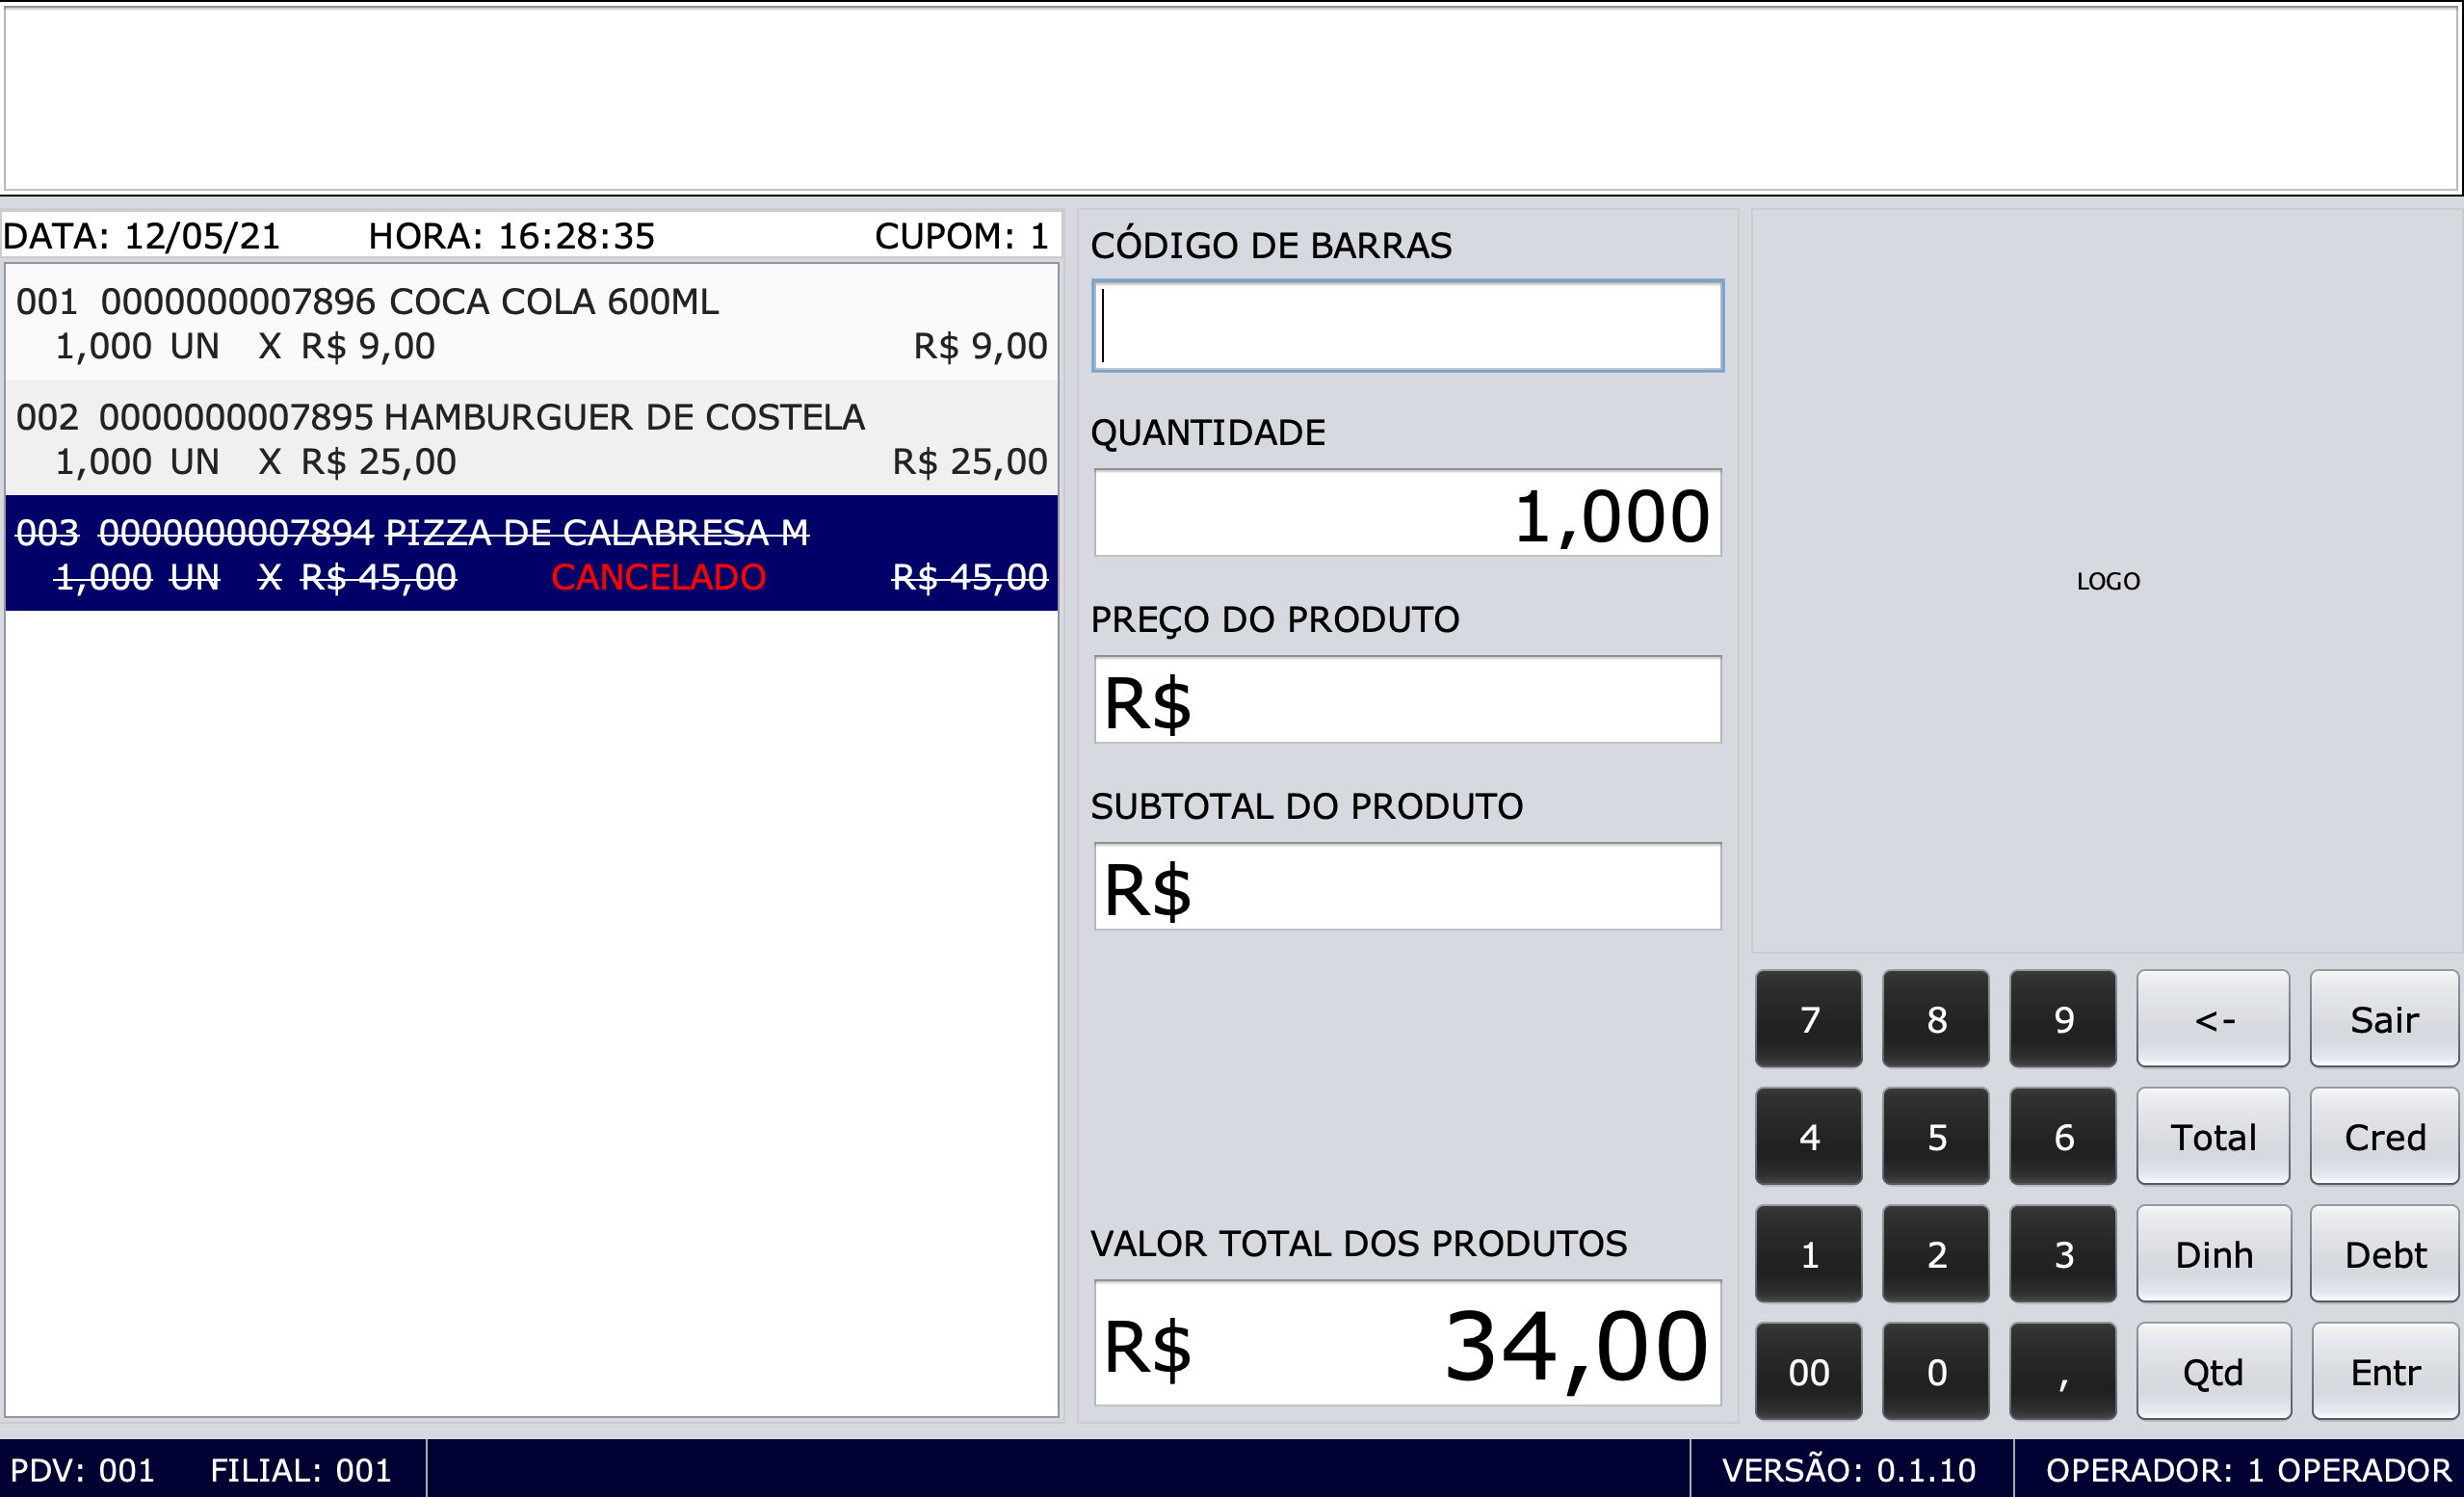 DATA: 12/05/21 HORA: 16:28:35 CUPOM: 1
001 0000000007896 COCA COLA 600ML
1,000 UN X R$ 9,00 R$ 9,00
002 0000000007895 HAMBURGUER DE COSTELA
1,000 UN X R$ 25,00 R$ 25,00
003 0000000007894 PIZZA DE CALABRESA M
1,000 UN X R$ 45,00 CANCELADO R$ 45,00
CÓDIGO DE BARRAS
QUANTIDADE
1,000
PREÇO DO PRODUTO
R$
SUBTOTAL DO PRODUTO
R$
VALOR TOTAL DOS PRODUTOS
R$ 34,00
LOGO
7 8 9 <- Sair
4 5 6 Total Cred
1 2 3 Dinh Debt
00 0 , Qtd Entr
PDV: 001 FILIAL: 001 VERSÃO: 0.1.10 OPERADOR: 1 OPERADOR